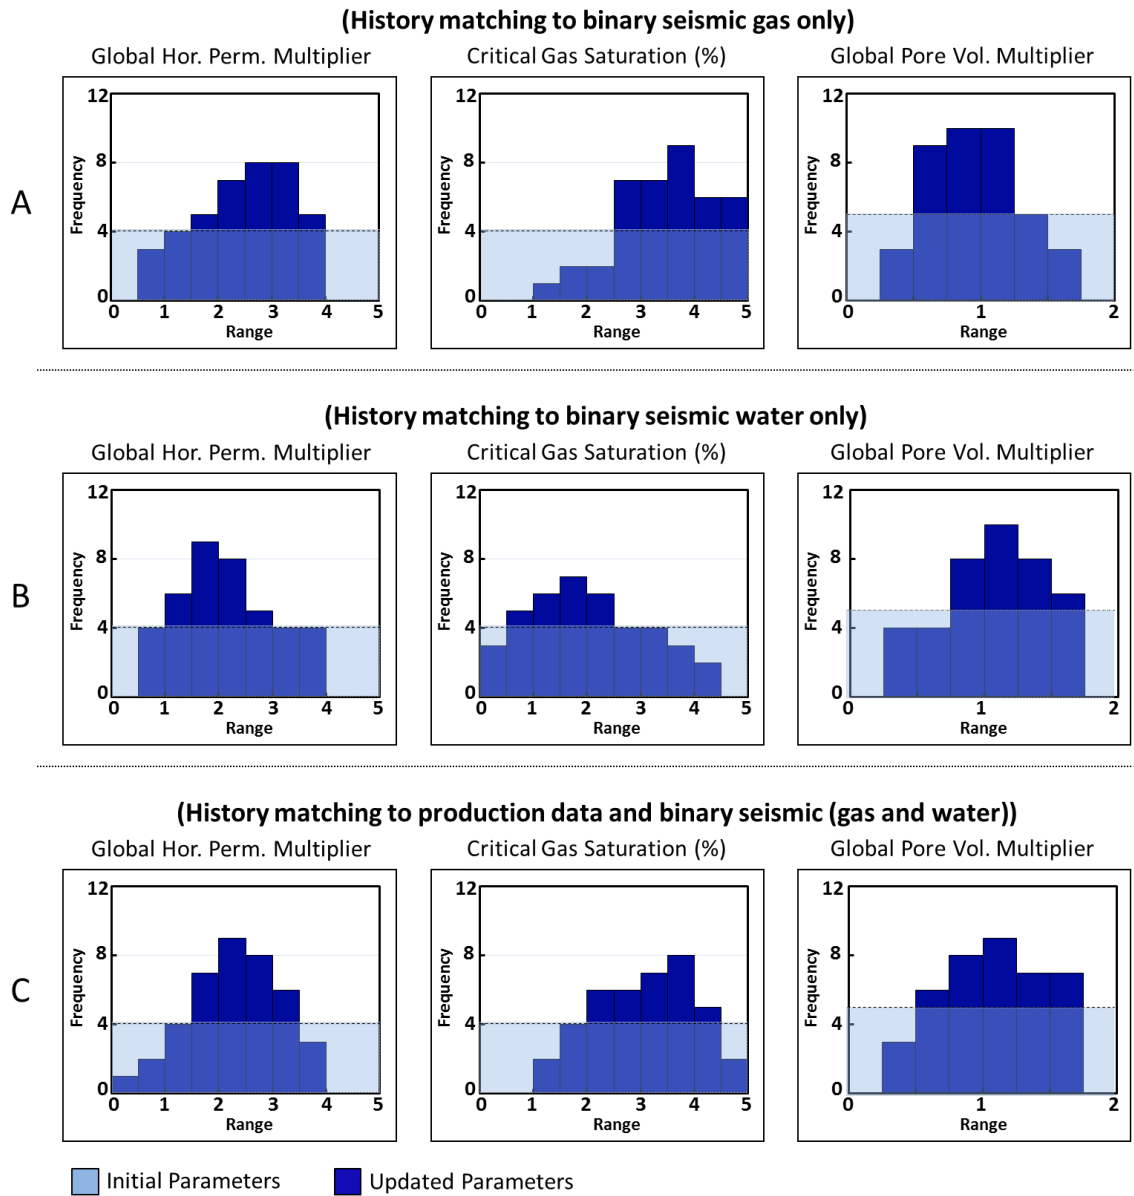 (History matching to binary seismic gas only)
Global Hor. Perm. Multiplier Critical Gas Saturation (%) Global Pore Vol. Multiplier
A
12 12 12
8 8 8
4 4 4
0 0 0
Frequency Frequency Frequency
0 1 2 3 4 5 0 1 2 3 4 5 0 1 2
Range Range Range
(History matching to binary seismic water only)
Global Hor. Perm. Multiplier Critical Gas Saturation (%) Global Pore Vol. Multiplier
B
12 12 12
8 8 8
4 4 4
0 0 0
Frequency Frequency Frequency
0 1 2 3 4 5 0 1 2 3 4 5 0 1 2
Range Range Range
(History matching to production data and binary seismic (gas and water))
Global Hor. Perm. Multiplier Critical Gas Saturation (%) Global Pore Vol. Multiplier
C
12 12 12
8 8 8
4 4 4
0 0 0
Frequency Frequency Frequency
0 1 2 3 4 5 0 1 2 3 4 5 0 1 2
Range Range Range
Initial Parameters Updated Parameters